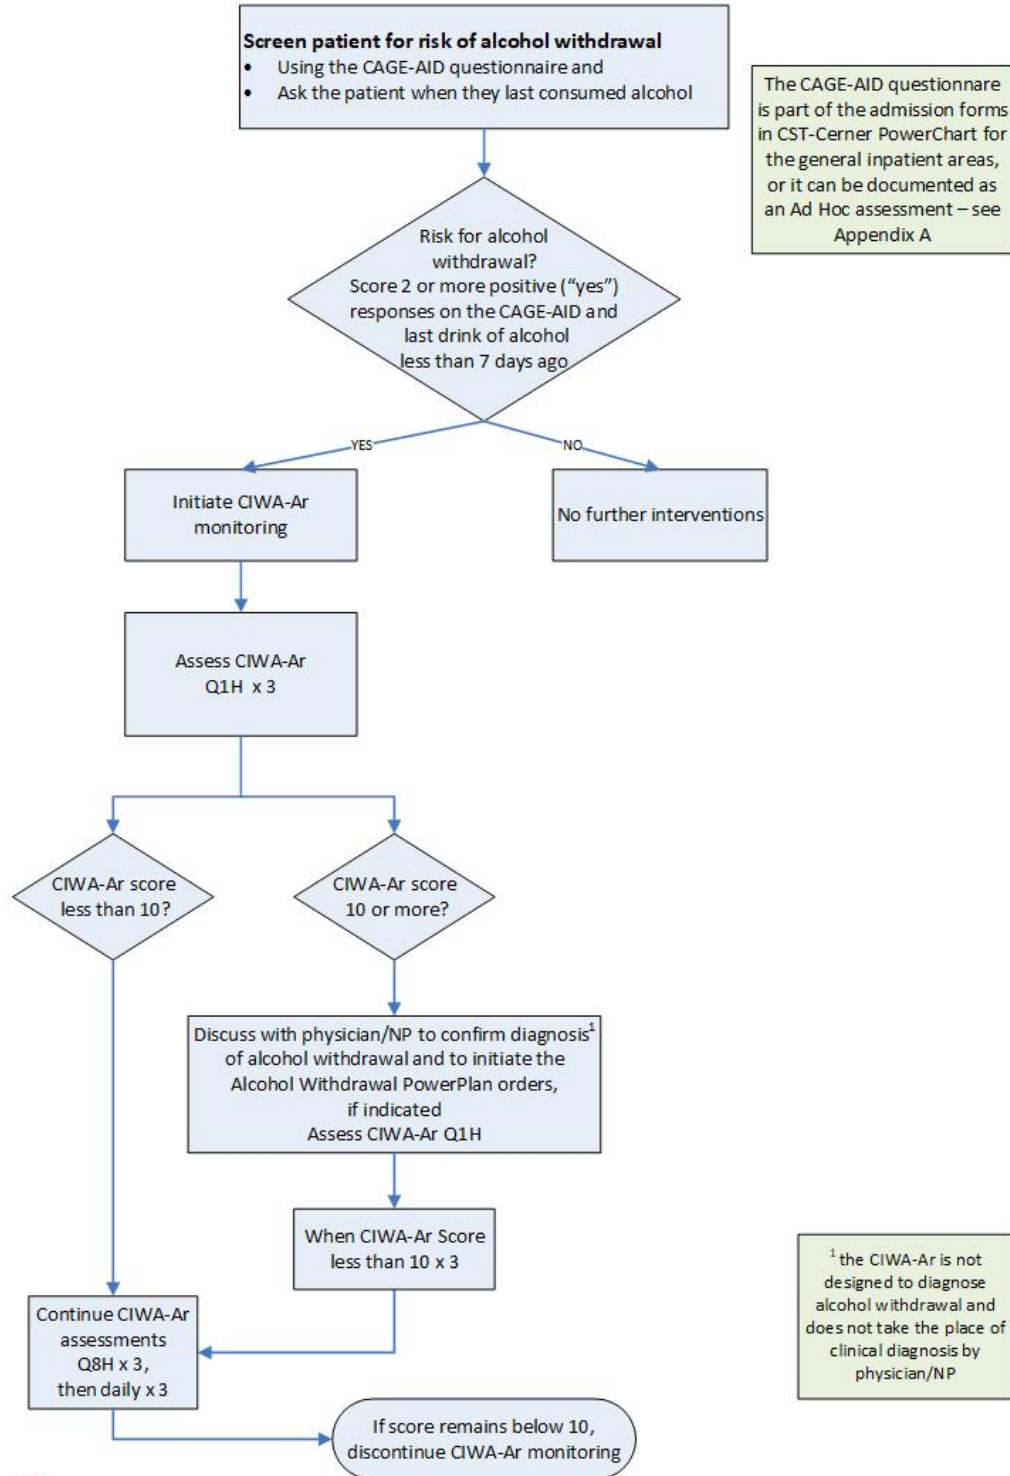 Screen patient for risk of alcohol withdrawal
• Using the CAGE-AID questionnaire and
• Ask the patient when they last consumed alcohol
The CAGE-AID questionnare
is part of the admission forms
in CST-Cerner PowerChart for
the general inpatient areas,
or it can be documented as
an Ad Hoc assessment – see
Appendix A
Risk for alcohol
withdrawal?
Score 2 or more positive (“yes”)
responses on the CAGE-AID and
last drink of alcohol
less than 7 days ago
YES
NO
Initiate CIWA-Ar
monitoring
No further interventions
Assess CIWA-Ar
Q1H x 3
CIWA-Ar score
less than 10?
CIWA-Ar score
10 or more?
Discuss with physician/NP to confirm diagnosis¹
of alcohol withdrawal and to initiate the
Alcohol Withdrawal PowerPlan orders,
if indicated
Assess CIWA-Ar Q1H
When CIWA-Ar Score
less than 10 x 3
Continue CIWA-Ar
assessments
Q8H x 3,
then daily x 3
If score remains below 10,
discontinue CIWA-Ar monitoring
¹ the CIWA-Ar is not
designed to diagnose
alcohol withdrawal and
does not take the place of
clinical diagnosis by
physician/NP